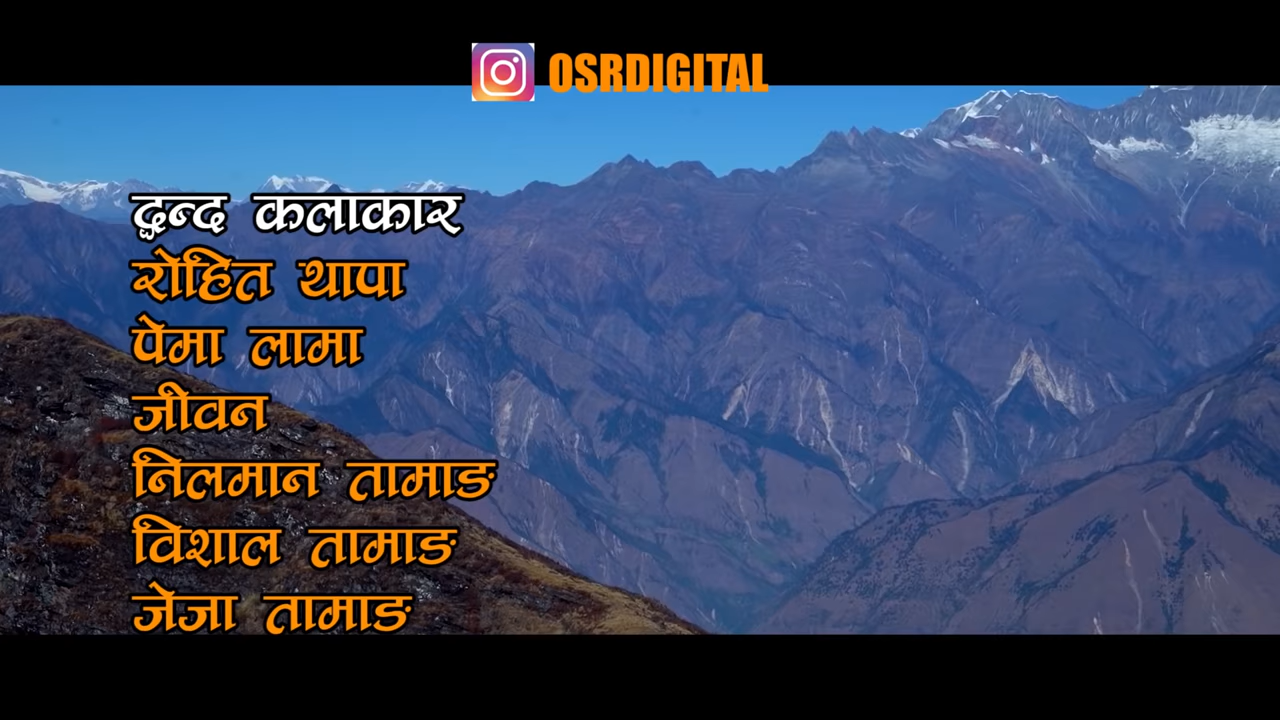 OSRDIGITAL
द्वन्द कलाकार
रोहित थापा
पेमा लामा
जीवन
निलमान तामाङ
विशाल तामाङ
जेजा तामाङ